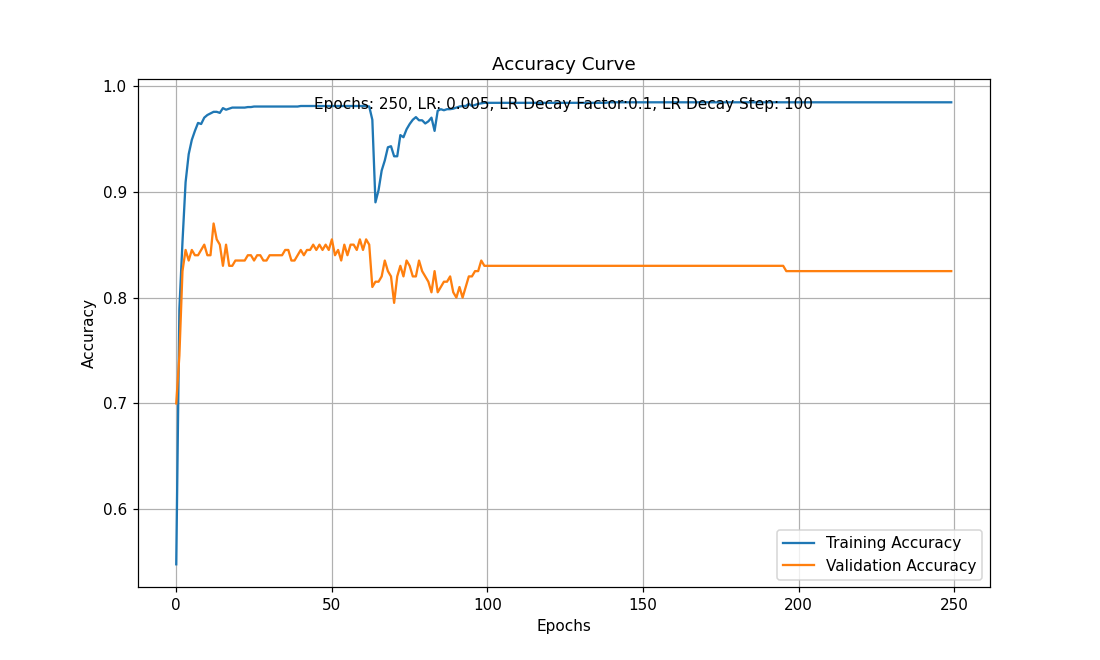 Accuracy Curve
Epochs: 250, LR: 0.005, LR Decay Factor:0.1, LR Decay Step: 100
1.0
0.9
0.8
0.7
0.6
Accuracy
0 50 100 150 200 250
Epochs
Training Accuracy
Validation Accuracy